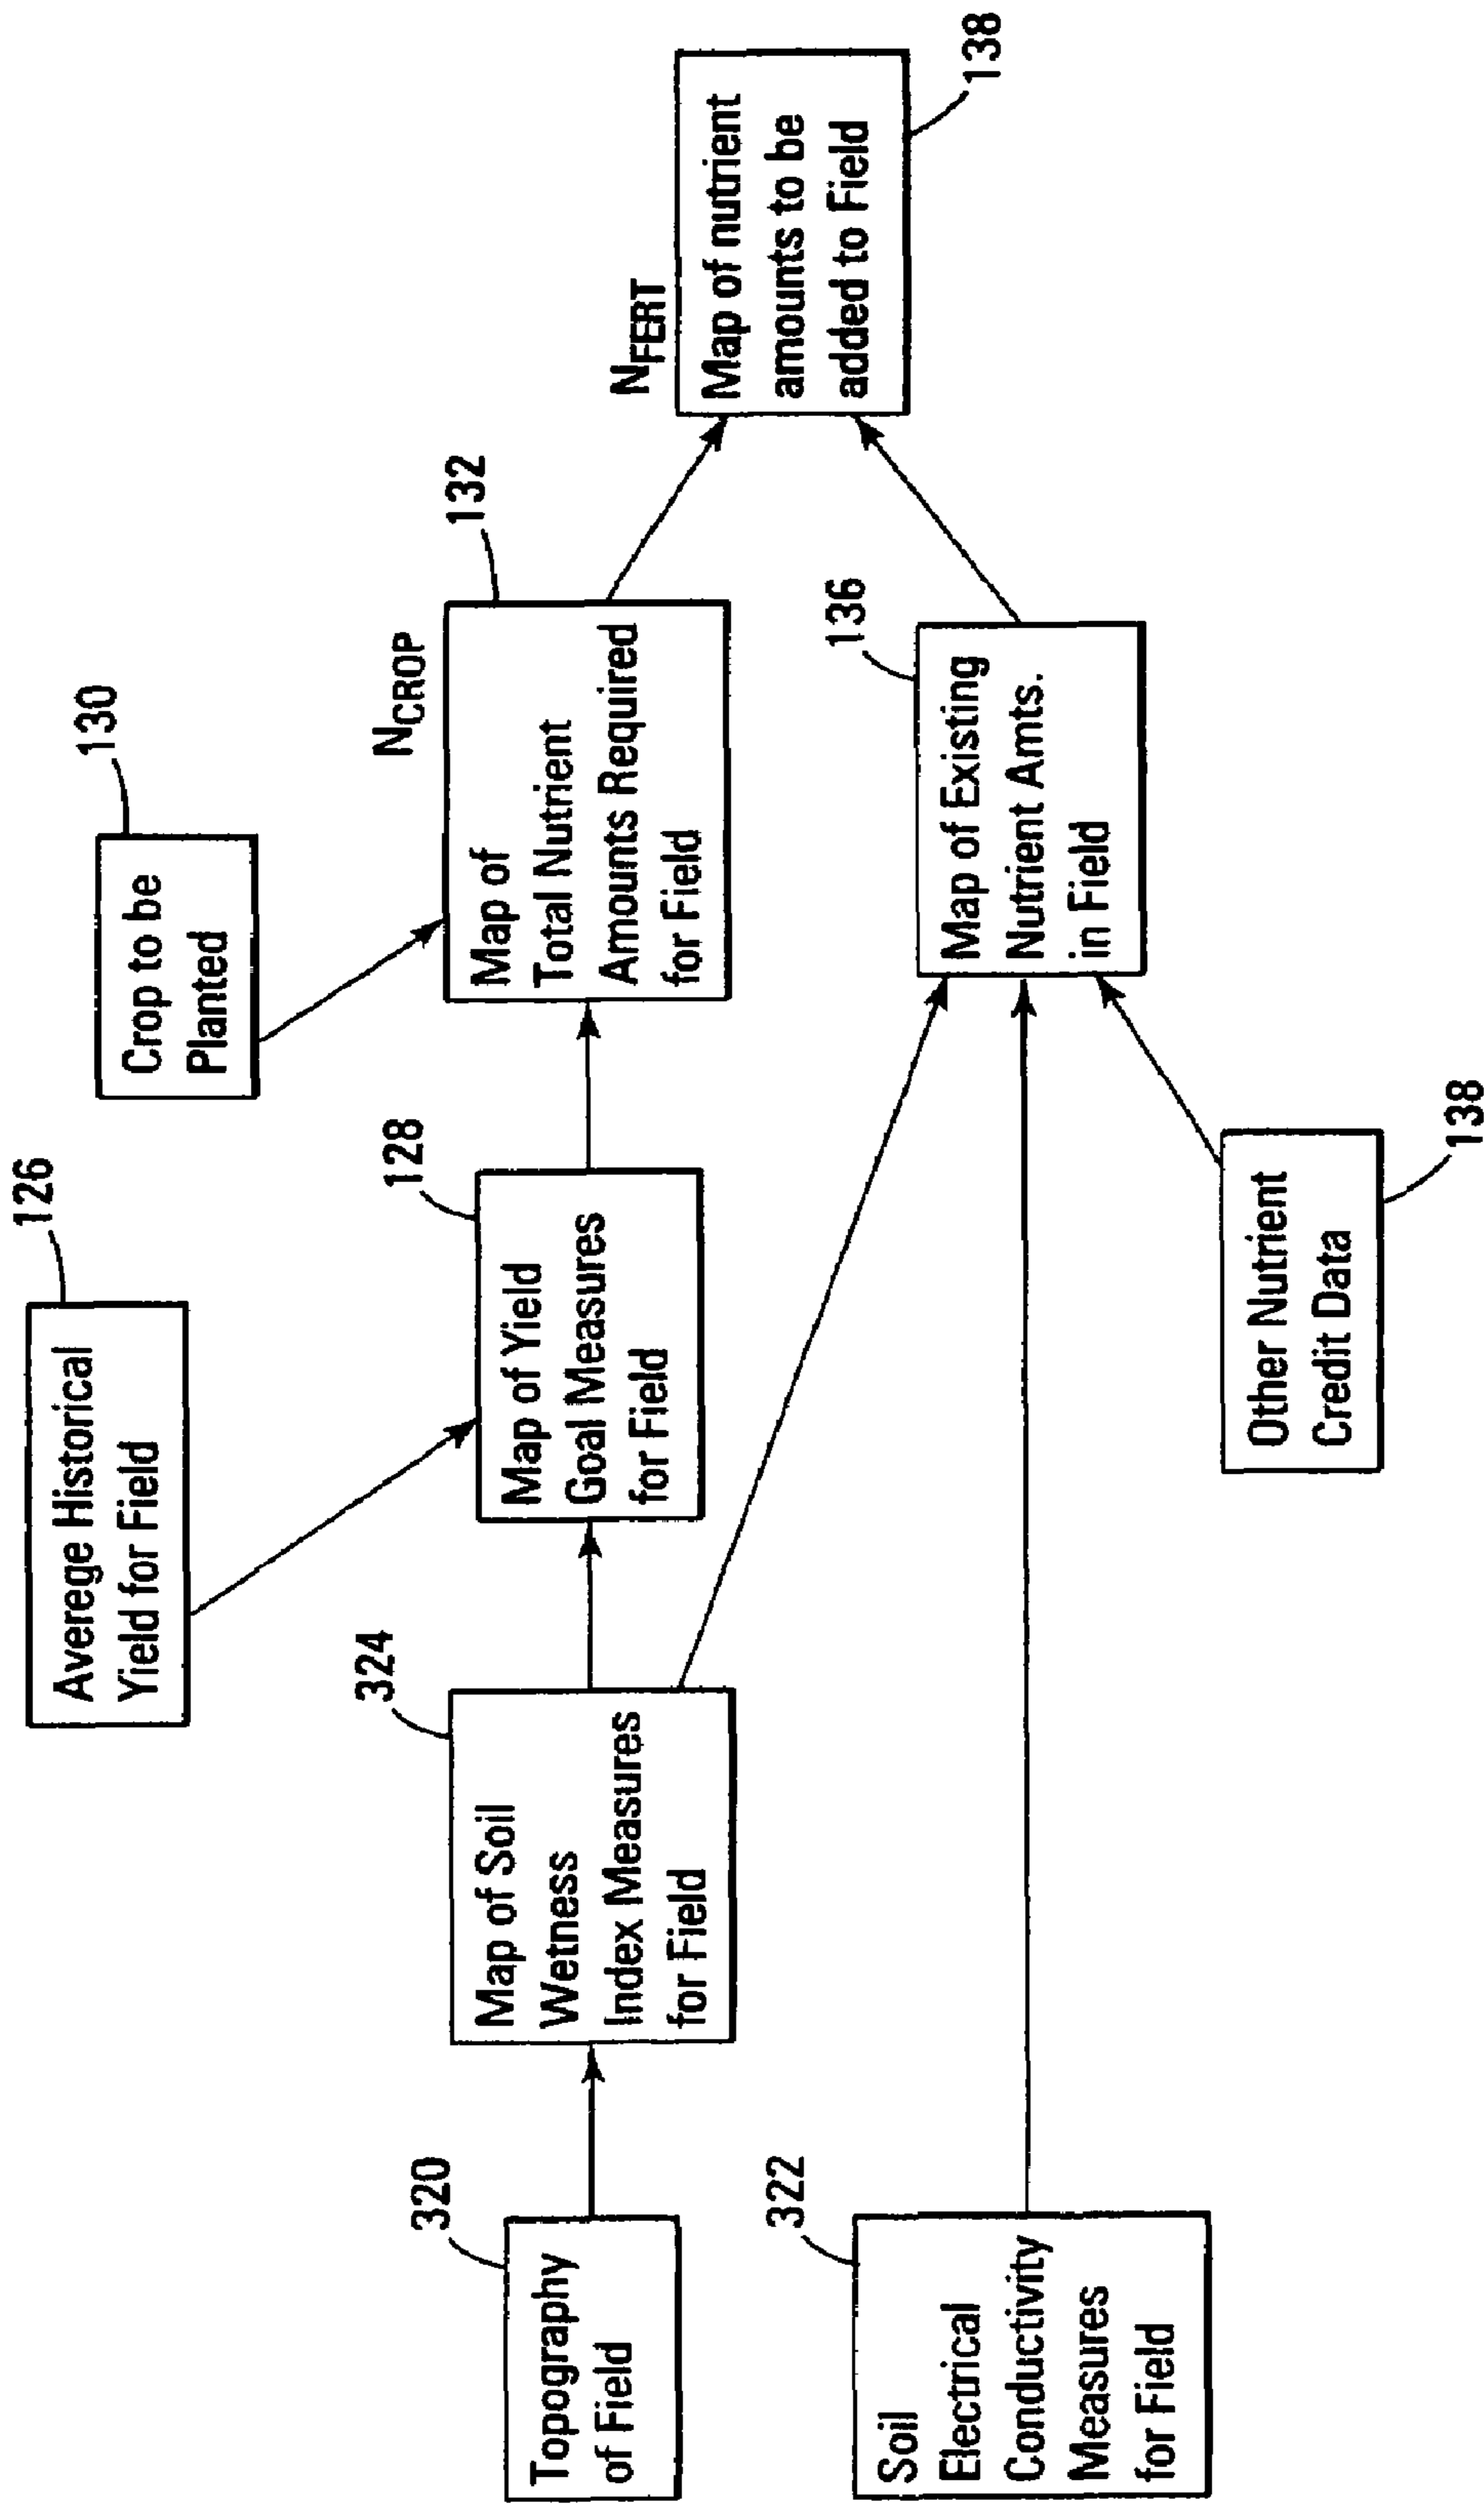 126
Averege Historical
Yield for Field
130
Crop to be
Planted
320
Topography
of Field
324
Map of Soil
Wetness
Index Measures
for Field
128
Map of Yield
Goal Measures
for Field
NCROP
132
Map of
Total Nutrient
Amounts Required
for Field
NFERT
Map of nutrient
amounts to be
added to Field
138
322
Soil
Electrical
Conductivity
Measures
for Field
136
Map of Existing
Nutrient Amts.
in Field
Other Nutrient
Credit Data
138